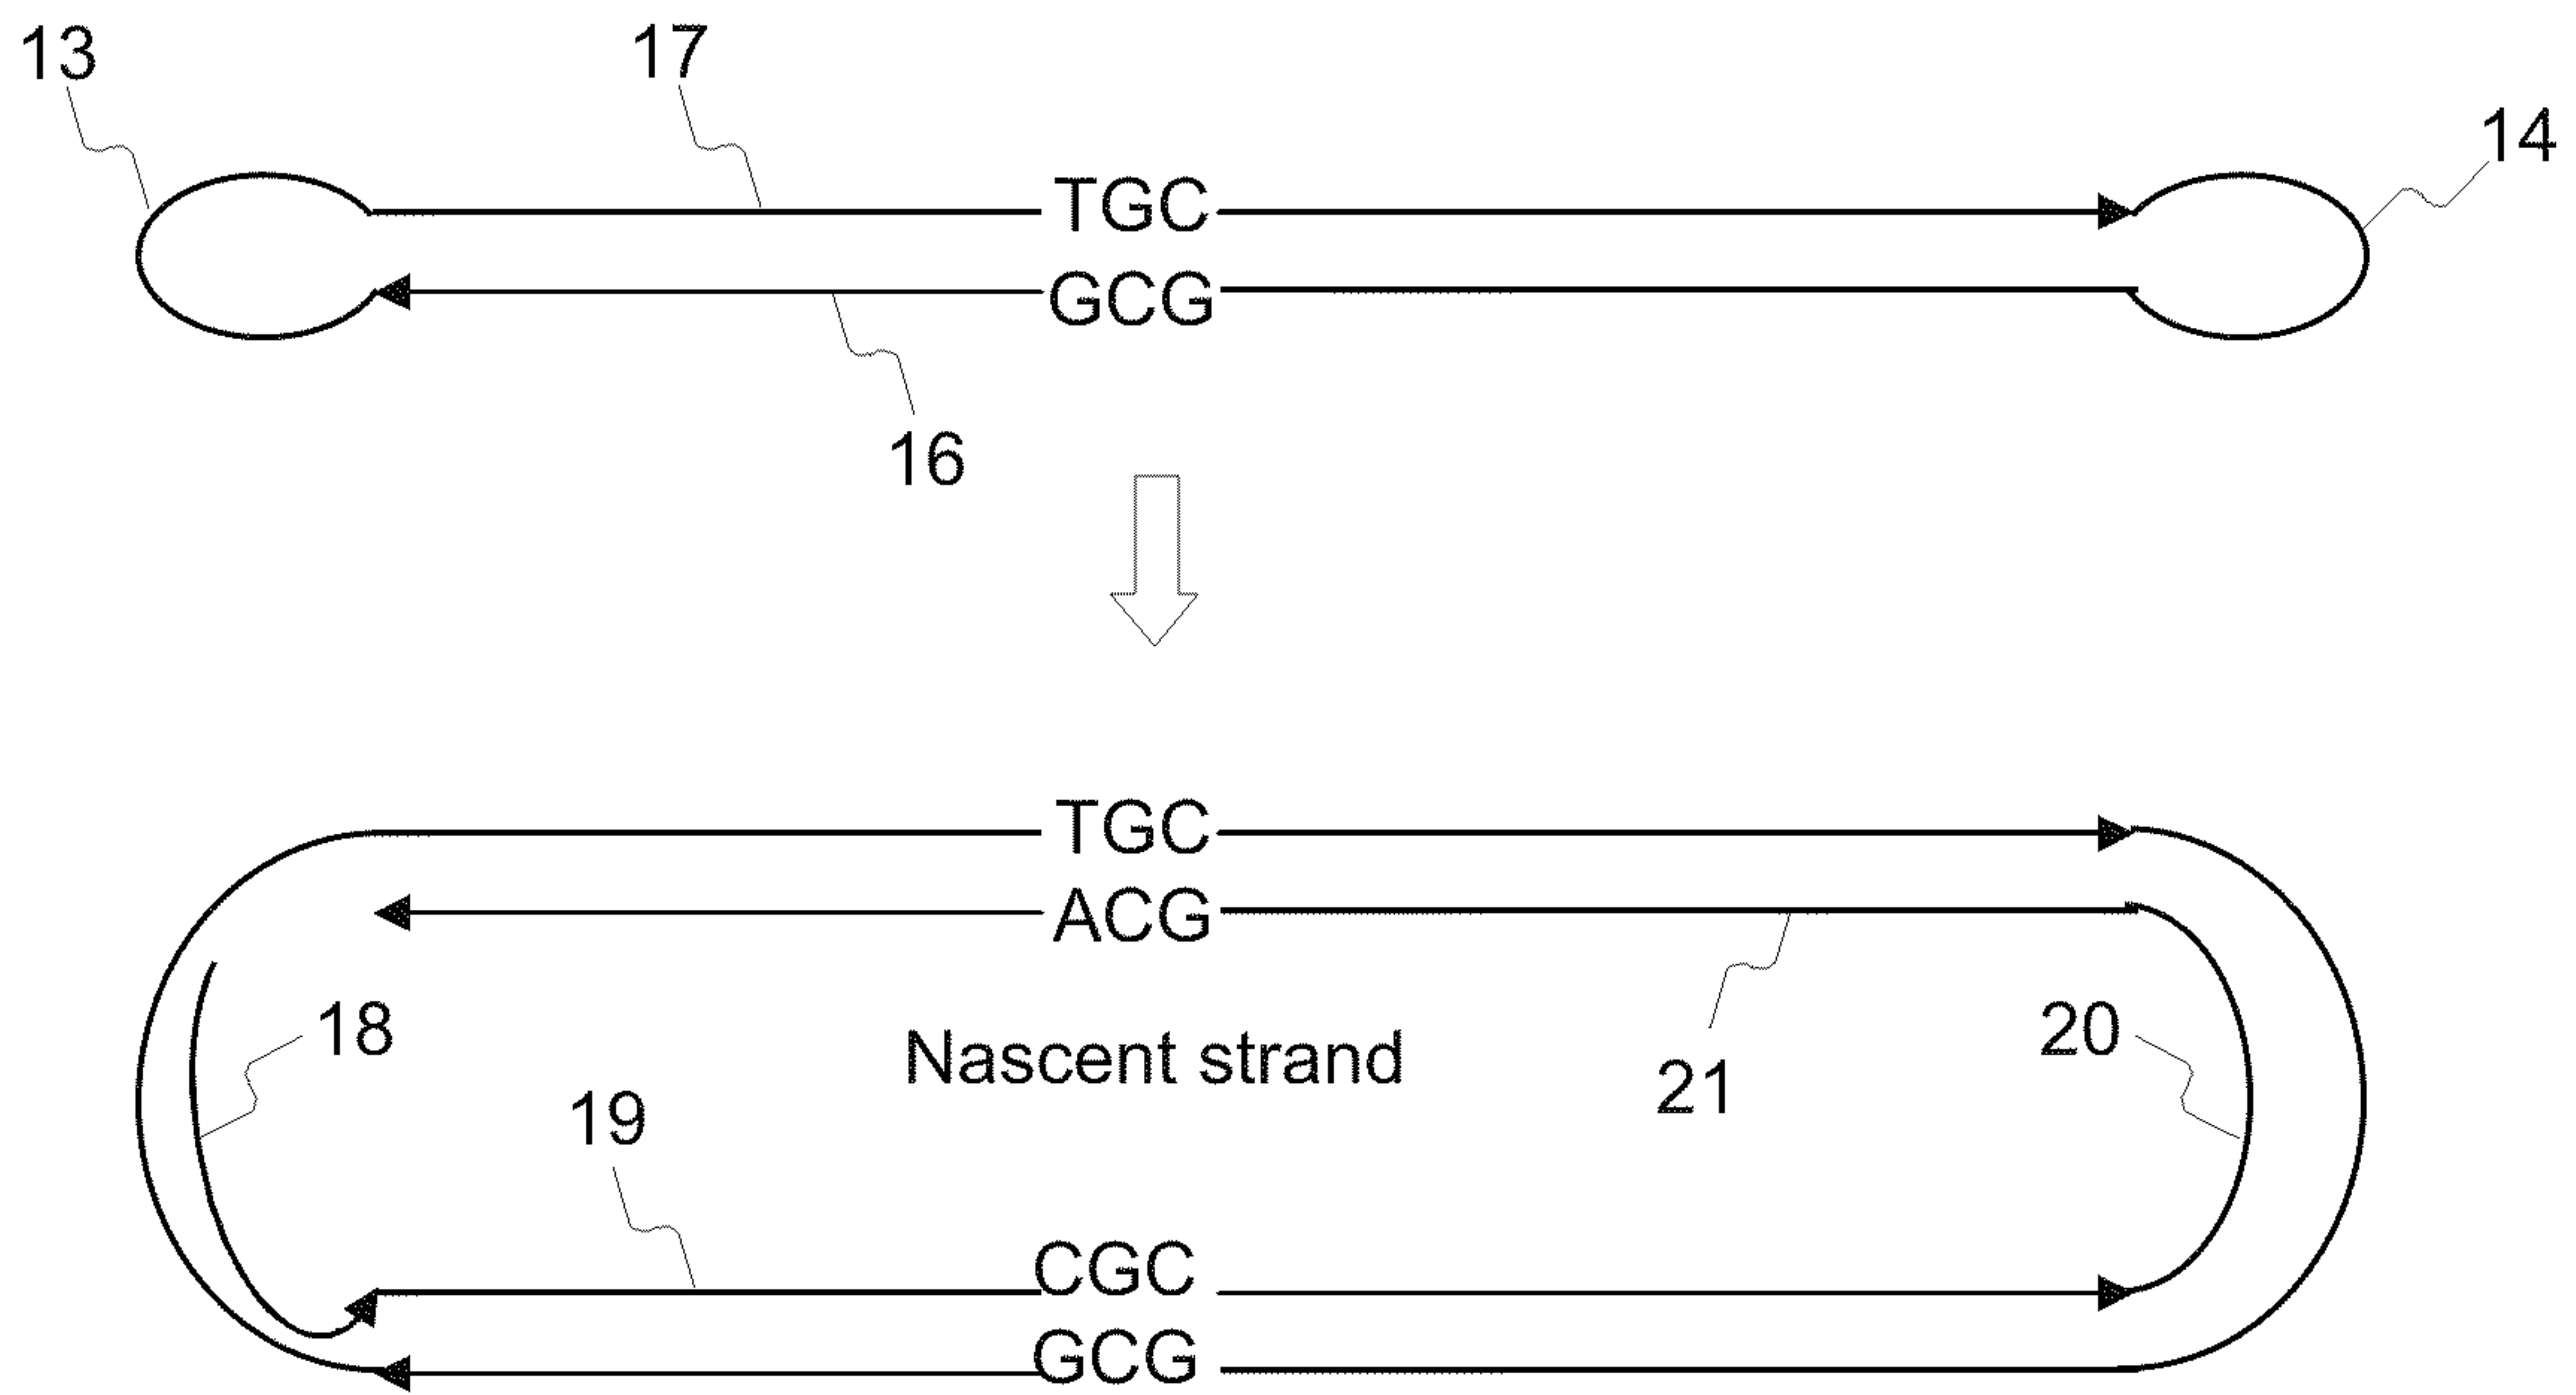 13
17
14
TGC
GCG
16
TGC
ACG
18
Nascent strand
20
21
19
CGC
GCG